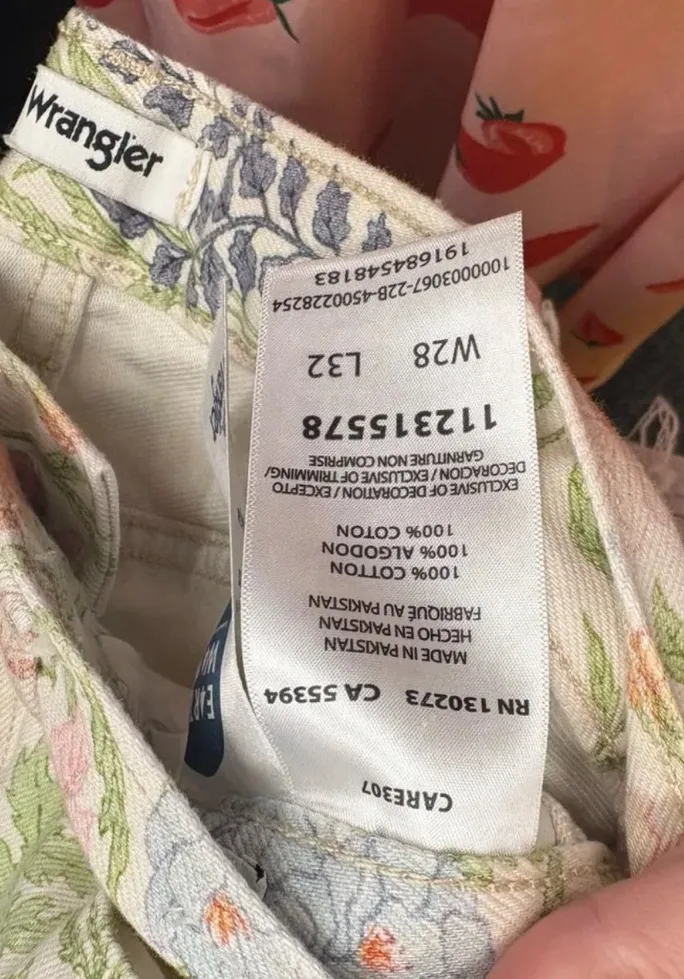 Wrangler
CARE307
RN 130273 CA 55394
MADE IN PAKISTAN
HECHO EN PAKISTAN
FABRIQUÉ AU PAKISTAN
100% COTTON
100% ALGODON
100% COTON
EXCLUSIVE OF DECORATION / EXCEPTO
DECORACION / EXCLUSIVE OF TRIMMING/
GARNITURE NON COMPRISE
112315578
W28 L32
1000003067-22B-4500228254
191684548183